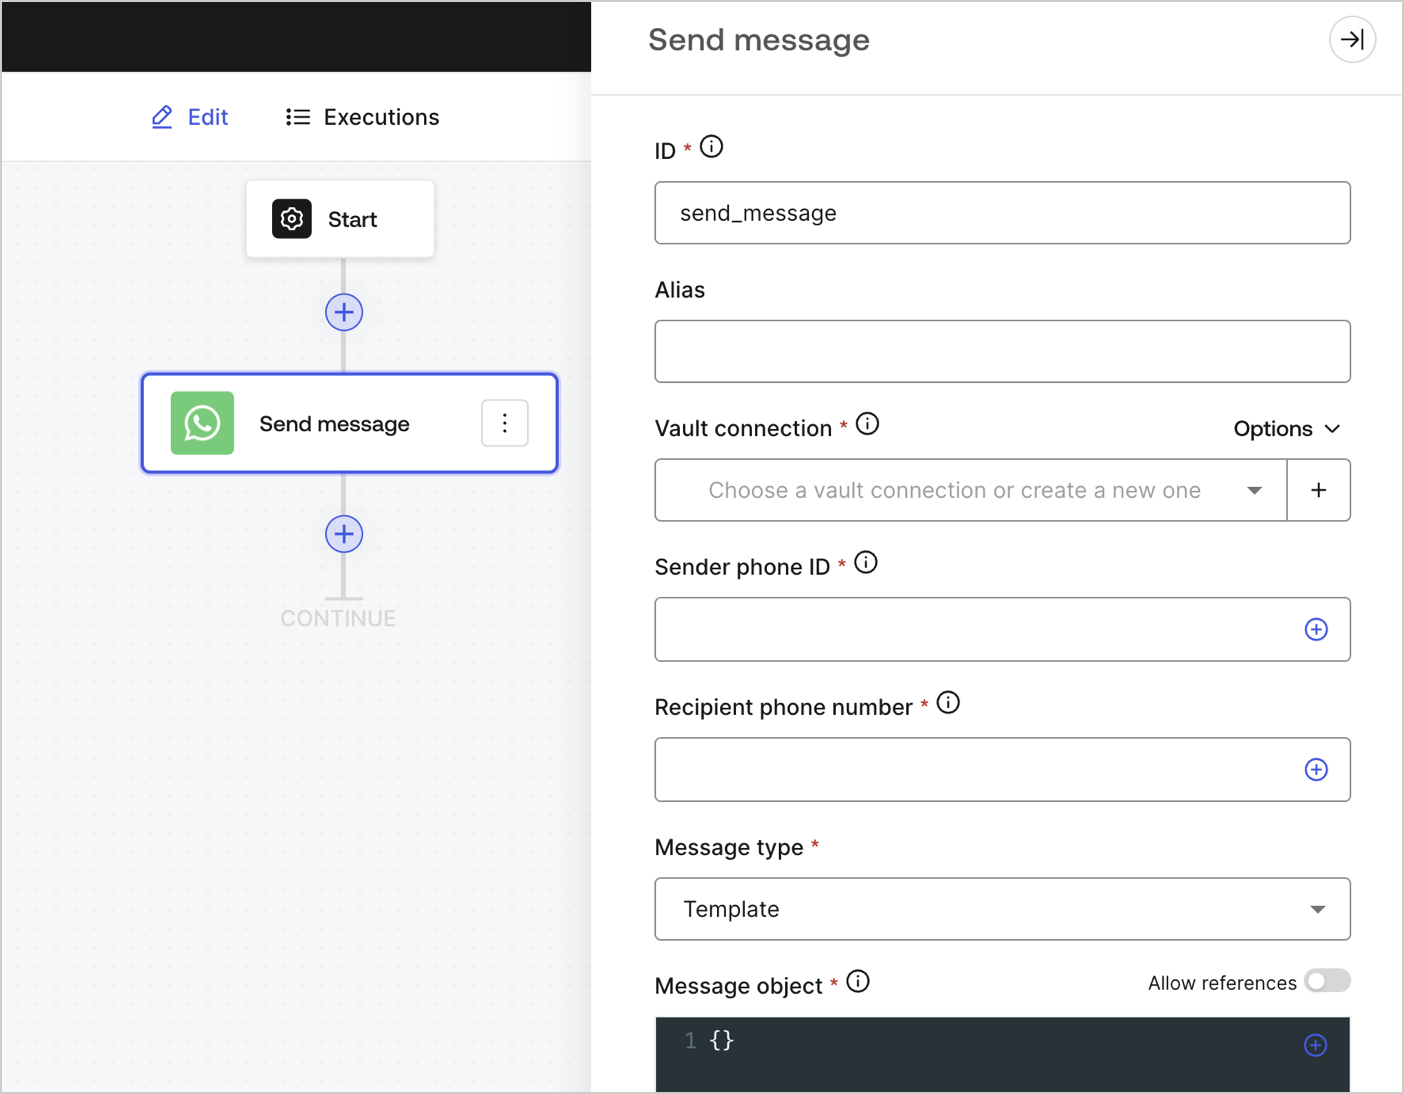 Send message
Edit
Executions
Start
Send message
CONTINUE
ID *
send_message
Alias
Vault connection *
Options
Choose a vault connection or create a new one
Sender phone ID *
Recipient phone number *
Message type *
Template
Message object *
Allow references
1 {}